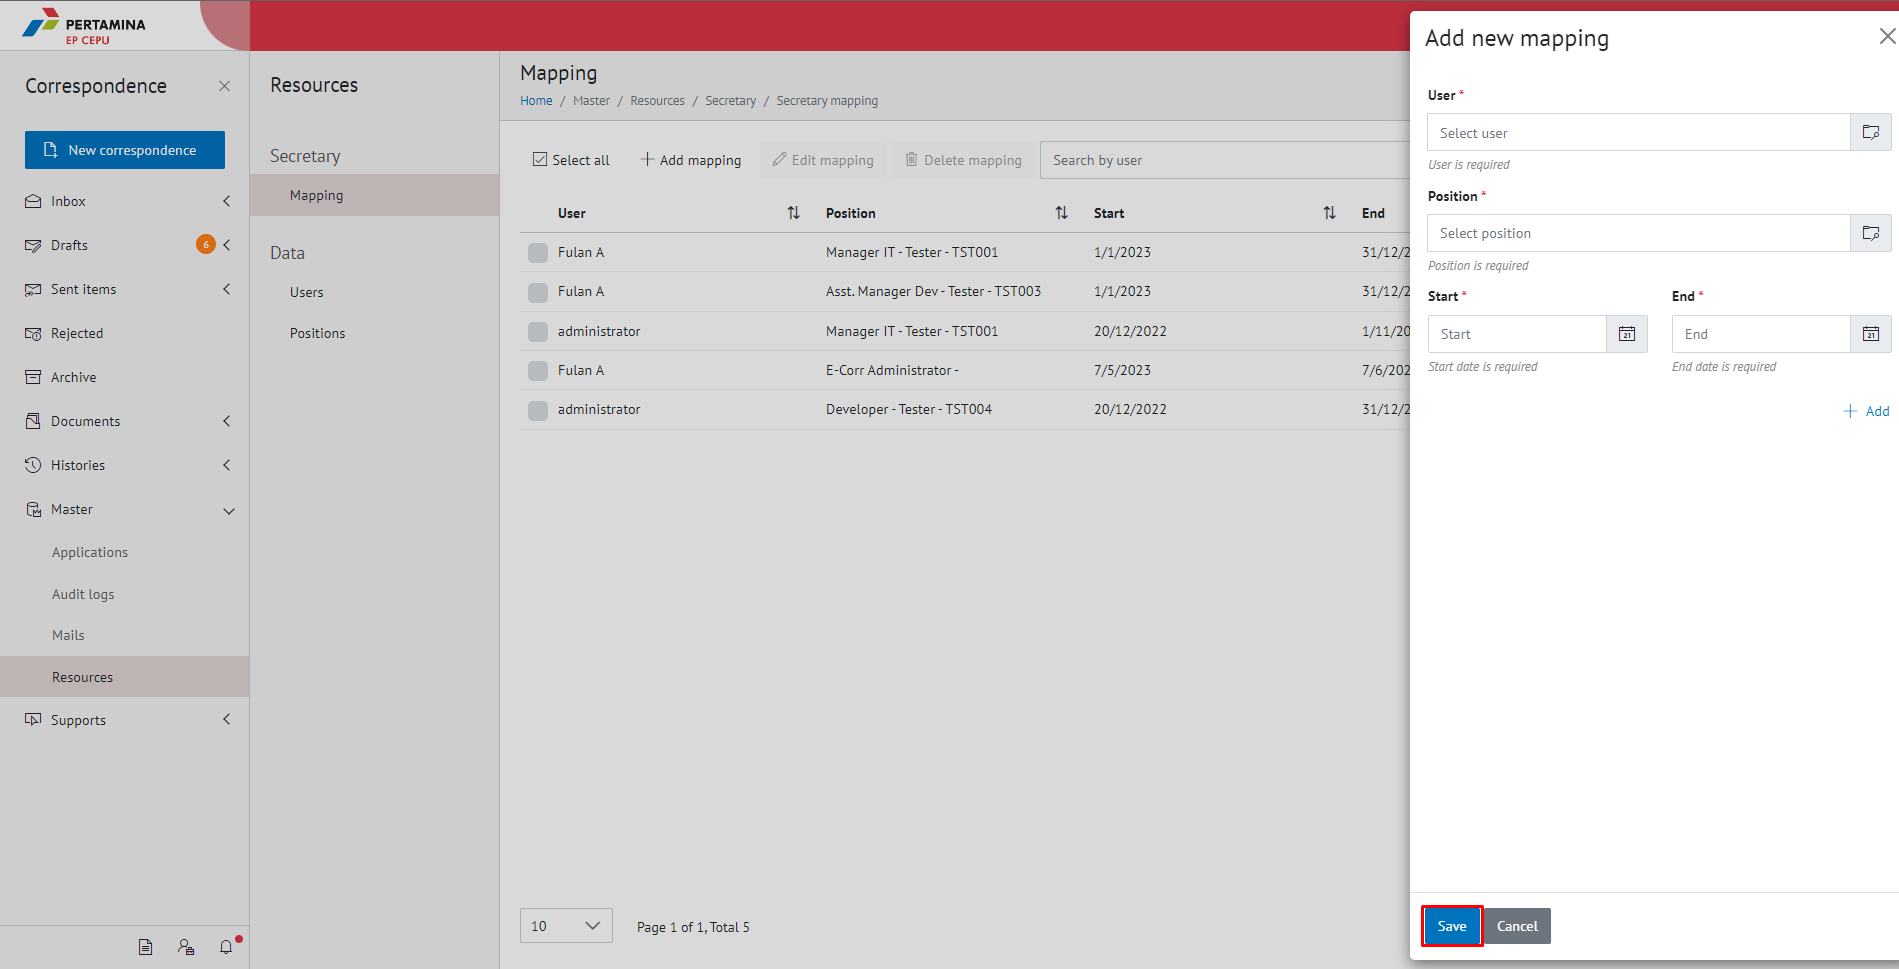 PERTAMINA
EP CEPU
Correspondence
New correspondence
Inbox
Drafts
6
Sent items
Rejected
Archive
Documents
Histories
Master
Applications
Audit logs
Mails
Resources
Supports
Resources
Secretary
Mapping
Data
Users
Positions
Mapping
Home / Master / Resources / Secretary / Secretary mapping
Select all Add mapping Edit mapping Delete mapping Search by user
User Position Start End
Fulan A Manager IT - Tester - TST001 1/1/2023 31/12/2
Fulan A Asst. Manager Dev - Tester - TST003 1/1/2023 31/12/2
administrator Manager IT - Tester - TST001 20/12/2022 1/11/20
Fulan A E-Corr Administrator - 7/5/2023 7/6/202
administrator Developer - Tester - TST004 20/12/2022 31/12/2
10 Page 1 of 1, Total 5
Add new mapping
User *
Select user
User is required
Position *
Select position
Position is required
Start * End *
Start 21 End 21
Start date is required End date is required
Add
Save Cancel